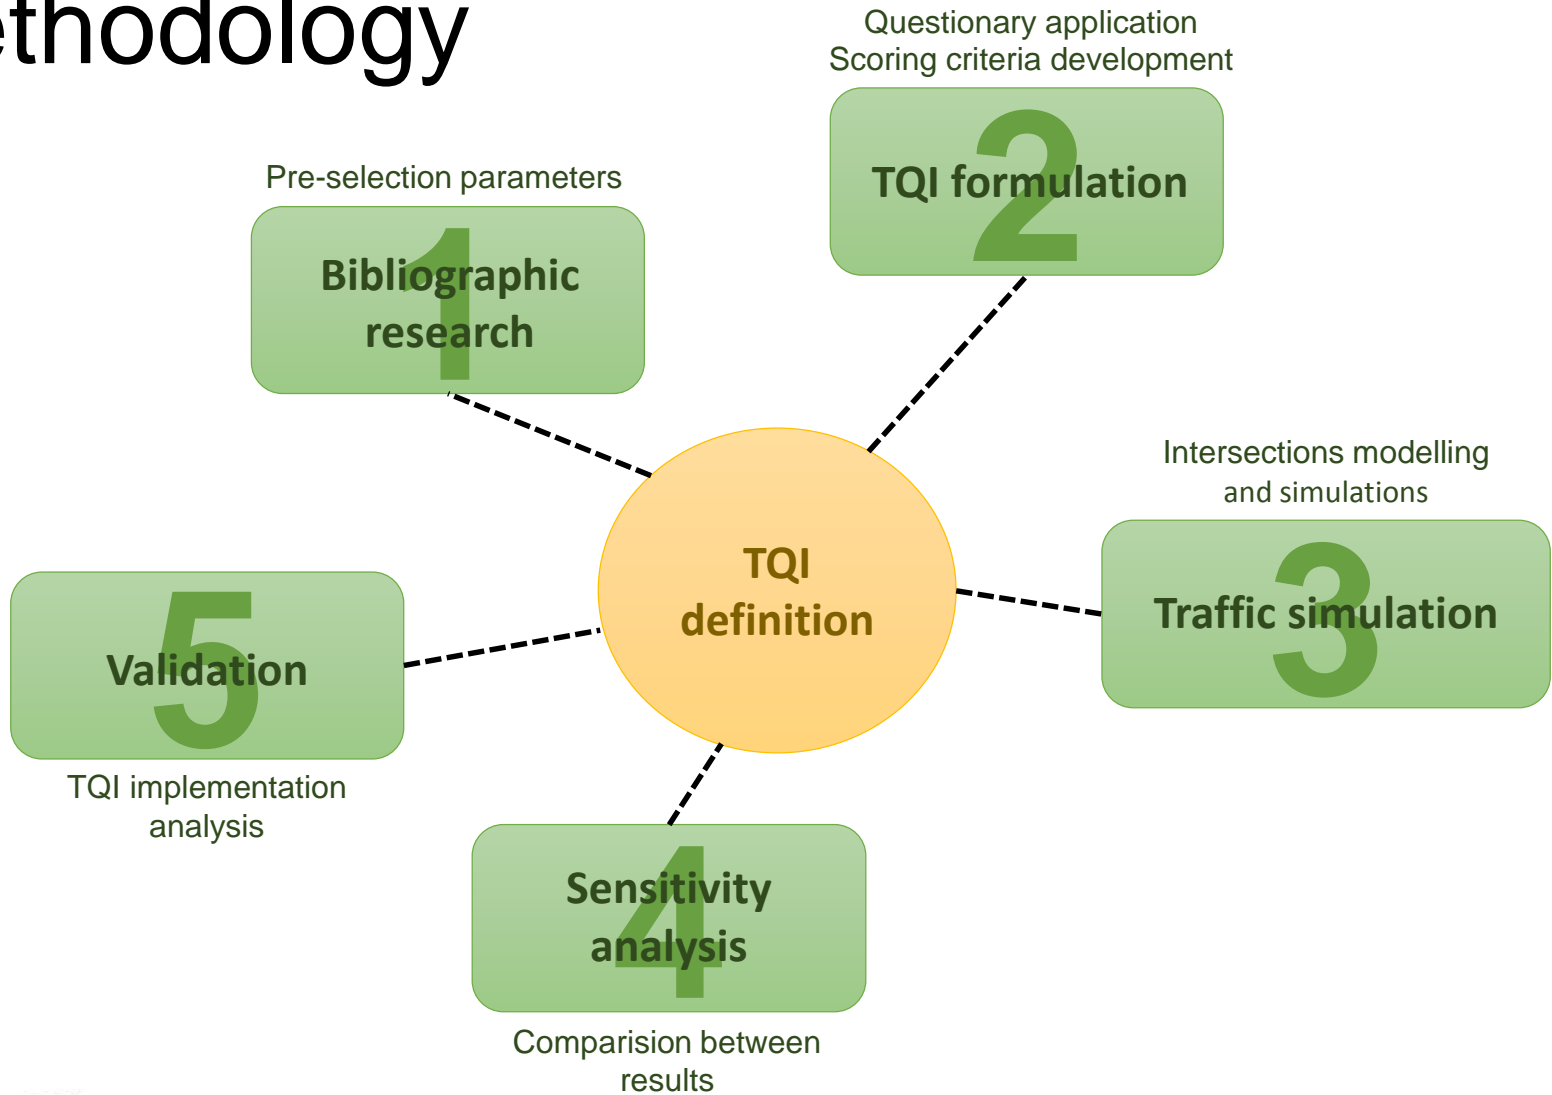 ethodology
Pre-selection parameters
1
Bibliographic
research
Questionary application
Scoring criteria development
2
TQI formulation
Intersections modelling
and simulations
3
Traffic simulation
TQI
definition
4
Sensitivity
analysis
Comparision between
results
5
Validation
TQI implementation
analysis